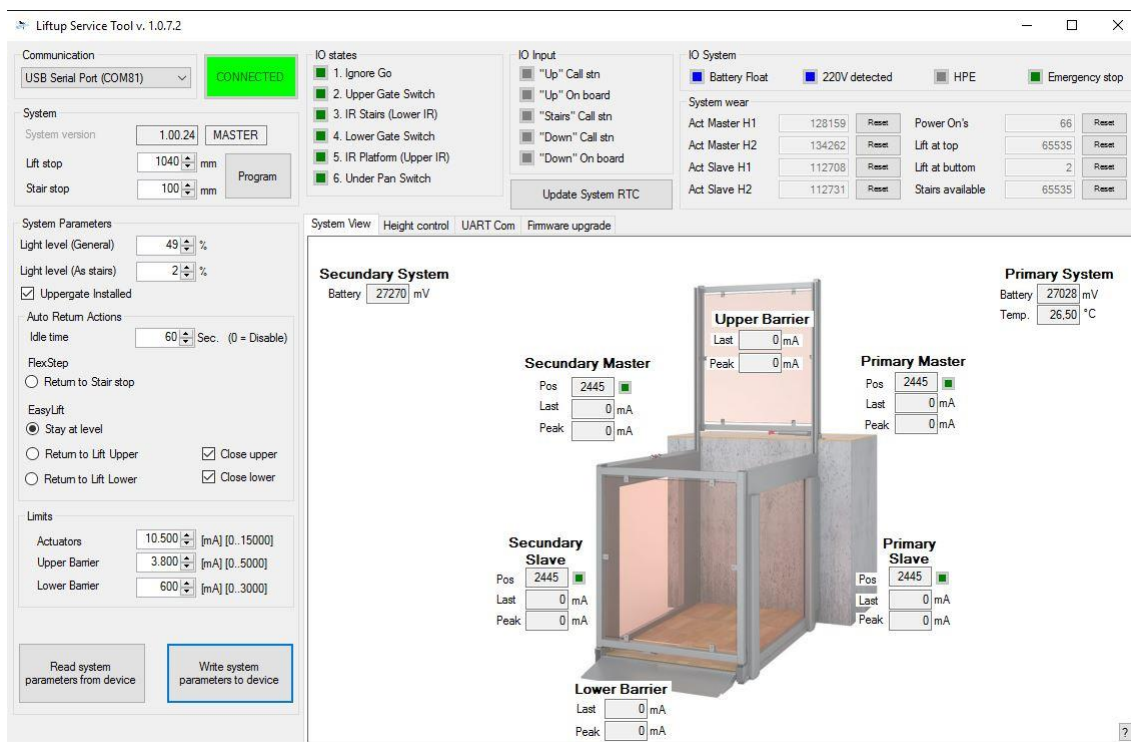 Liftup Service Tool v. 1.0.7.2
Communication
USB Serial Port (COM81)
CONNECTED
System
System version 1.00.24 MASTER
Lift stop 1040 mm
Stair stop 100 mm
Program
System Parameters
Light level (General) 49 %
Light level (As stairs) 2 %
Uppergate Installed
Auto Return Actions
Idle time 60 Sec. (0 = Disable)
FlexStep
Return to Stair stop
EasyLift
Stay at level
Return to Lift Upper Close upper
Return to Lift Lower Close lower
Limits
Actuators 10.500 [mA] [0..15000]
Upper Barrier 3.800 [mA] [0..5000]
Lower Barrier 600 [mA] [0..3000]
Read system
parameters from device
Write system
parameters to device
IO states
1. Ignore Go
2. Upper Gate Switch
3. IR Stairs (Lower IR)
4. Lower Gate Switch
5. IR Platform (Upper IR)
6. Under Pan Switch
IO Input
"Up" Call stn
"Up" On board
"Stairs" Call stn
"Down" Call stn
"Down" On board
Update System RTC
IO System
Battery Float 220V detected HPE Emergency stop
System wear
Act Master H1 128159 Reset Power On's 66 Reset
Act Master H2 134262 Reset Lift at top 65535 Reset
Act Slave H1 112708 Reset Lift at buttom 2 Reset
Act Slave H2 112731 Reset Stairs available 65535 Reset
System View Height control UART Com Firmware upgrade
Secundary System
Battery 27270 mV
Primary System
Battery 27028 mV
Temp. 26,50 °C
Upper Barrier
Last 0 mA
Peak 0 mA
Secundary Master
Pos 2445
Last 0 mA
Peak 0 mA
Primary Master
Pos 2445
Last 0 mA
Peak 0 mA
Secundary
Slave
Pos 2445
Last 0 mA
Peak 0 mA
Primary
Slave
Pos 2445
Last 0 mA
Peak 0 mA
Lower Barrier
Last 0 mA
Peak 0 mA
?